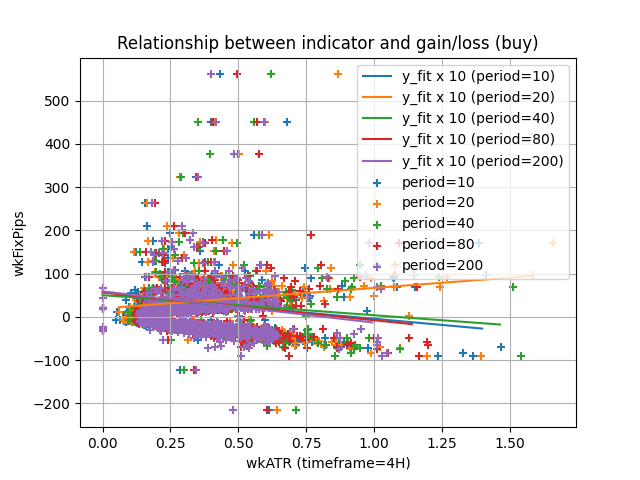 Relationship between indicator and gain/loss (buy)
y_fit x 10 (period=10)
y_fit x 10 (period=20)
y_fit x 10 (period=40)
y_fit x 10 (period=80)
y_fit x 10 (period=200)
period=10
period=20
period=40
period=80
period=200
wkFixPips
500
400
300
200
100
0
−100
−200
0.00 0.25 0.50 0.75 1.00 1.25 1.50
wkATR (timeframe=4H)